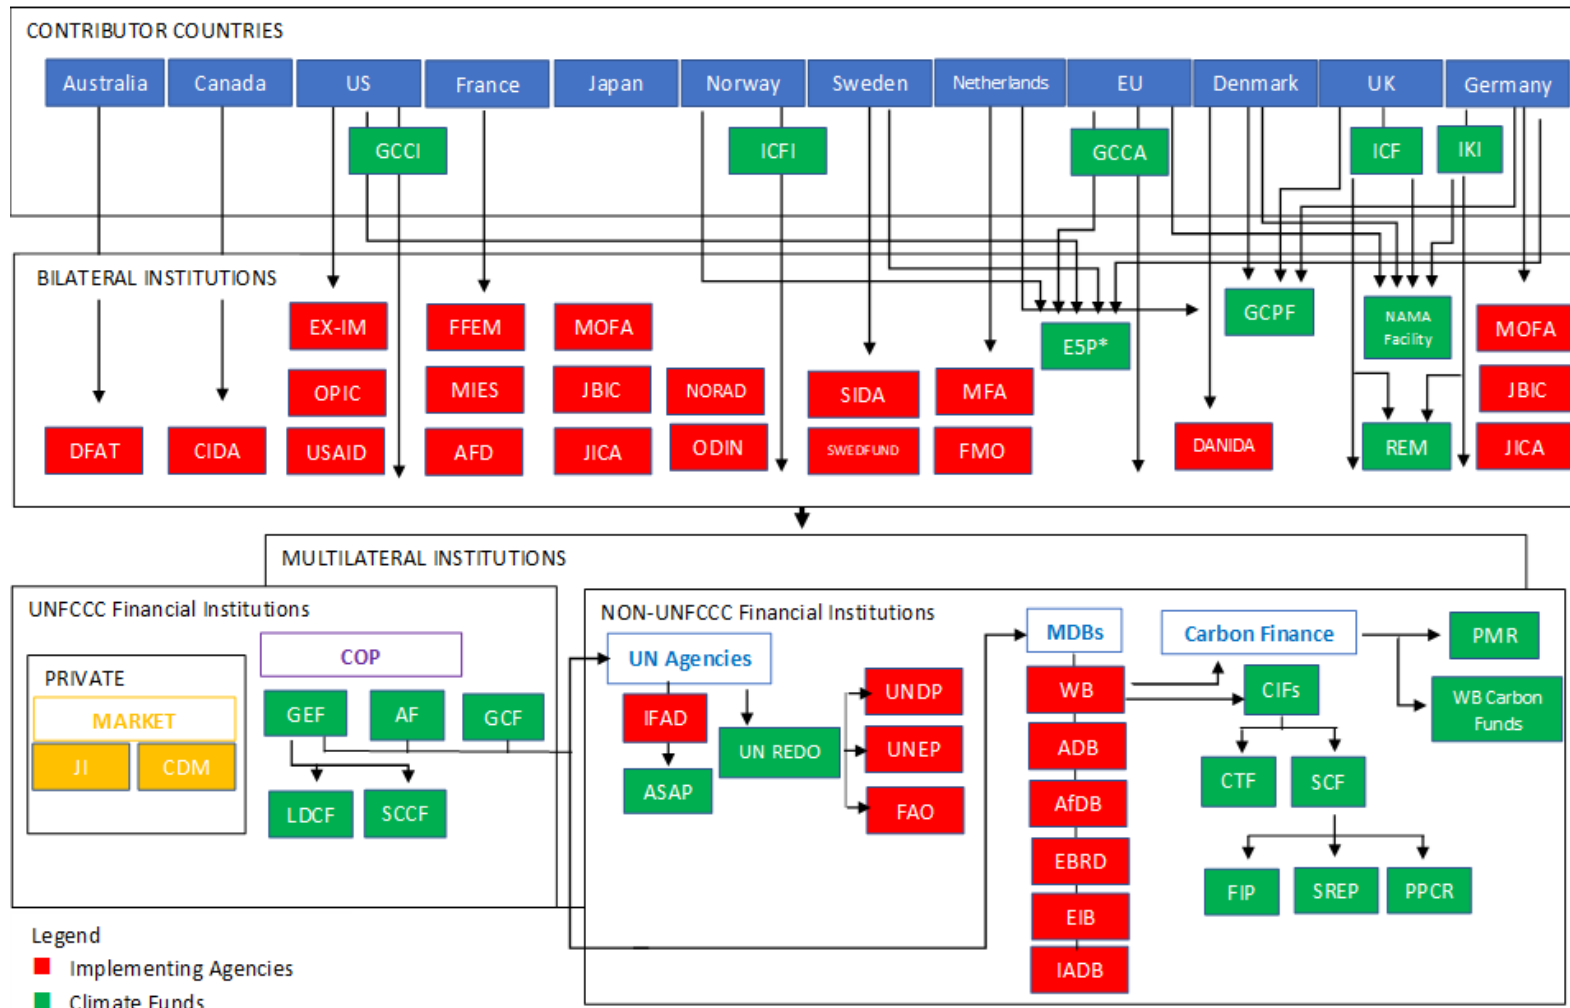 CONTRIBUTOR COUNTRIES
Australia
Canada
US
France
Japan
Norway
Sweden
Netherlands
EU
Denmark
UK
Germany
GCCI
ICFI
GCCA
ICF
IKI
BILATERAL INSTITUTIONS
EX-IM
FFEM
MOFA
E5P*
GCPF
NAMA
Facility
MOFA
OPIC
MIES
JBIC
NORAD
SIDA
MFA
JBIC
DFAT
CIDA
USAID
AFD
JICA
ODIN
SWEDFUND
FMO
DANIDA
REM
JICA
MULTILATERAL INSTITUTIONS
UNFCCC Financial Institutions
PRIVATE
MARKET
JI
CDM
COP
GEF
AF
GCF
LDCF
SCCF
NON-UNFCCC Financial Institutions
UN Agencies
IFAD
ASAP
UN REDO
UNDP
UNEP
FAO
MDBs
WB
ADB
AfDB
EBRD
EIB
IADB
Carbon Finance
CIFs
CTF
SCF
FIP
SREP
PPCR
PMR
WB Carbon
Funds
Legend
Implementing Agencies
Climate Funds